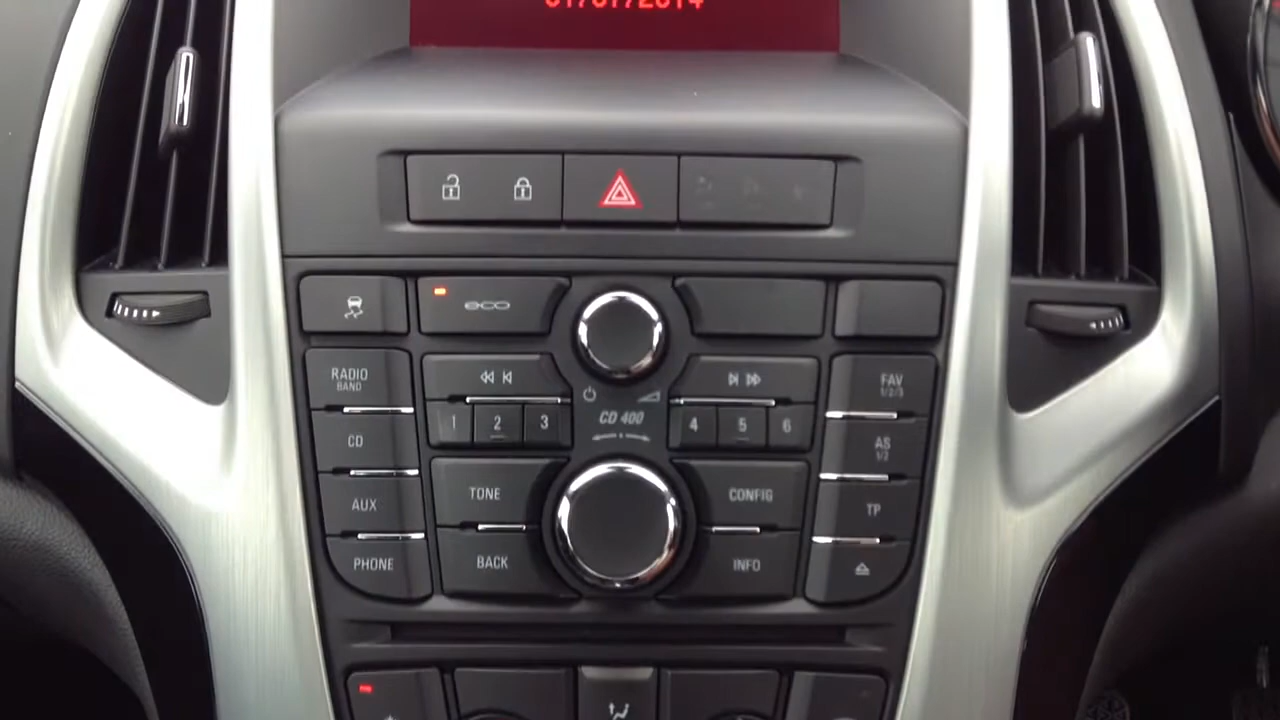 eco
RADIO
BAND
FAV
1/2/3
1 2 3
CD 400
4 5 6
CD
AS
1/2
TONE
CONFIG
AUX
TP
PHONE
BACK
INFO